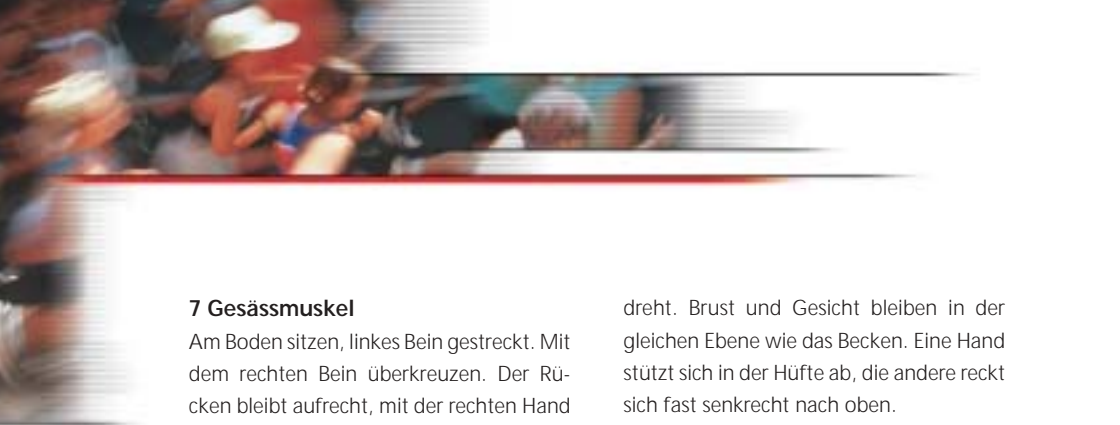 7 Gesässmuskel
Am Boden sitzen, linkes Bein gestreckt. Mit
dem rechten Bein überkreuzen. Der Rü-
cken bleibt aufrecht, mit der rechten Hand
dreht. Brust und Gesicht bleiben in der
gleichen Ebene wie das Becken. Eine Hand
stützt sich in der Hüfte ab, die andere reckt
sich fast senkrecht nach oben.